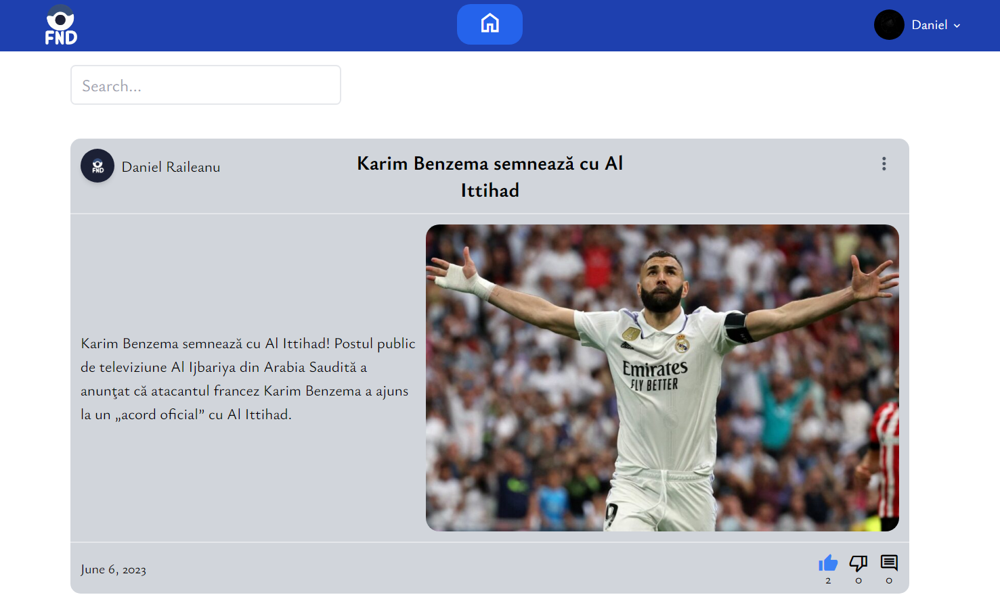 FND
Daniel
Search...
FND
Daniel Raileanu
Karim Benzema semnează cu Al
Ittihad
Karim Benzema semnează cu Al Ittihad! Postul public
de televiziune Al Ijbariya din Arabia Saudită a
anunţat că atacantul francez Karim Benzema a ajuns
la un „acord oficial” cu Al Ittihad.
Emirates
FLY BETTER
9
June 6, 2023
2 0 0